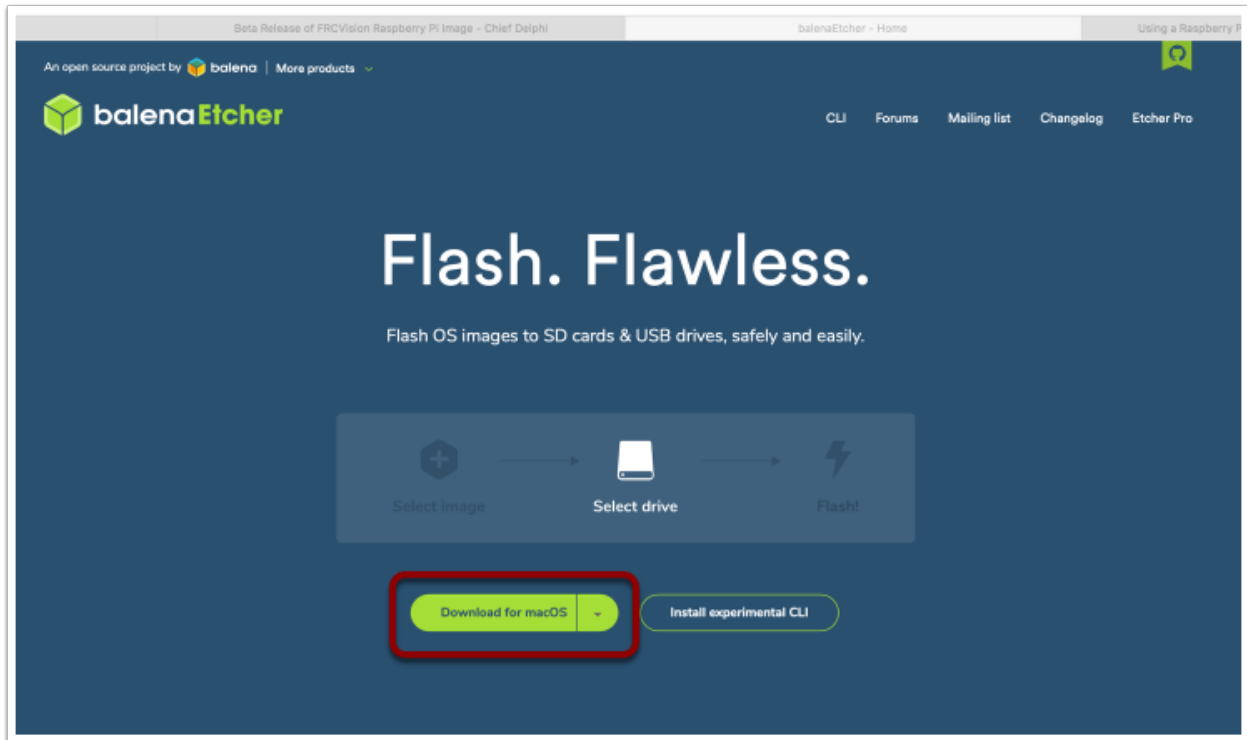 Beta Release of FRCVision Raspberry Pi Image - Chief Delphi
balenaEtcher - Home
Using a Raspberry P
An open source project by balena | More products
balenaEtcher
CLI Forums Mailing list Changelog Etcher Pro
Flash. Flawless.
Flash OS images to SD cards & USB drives, safely and easily.
Select image Select drive Flash!
Download for macOS Install experimental CLI